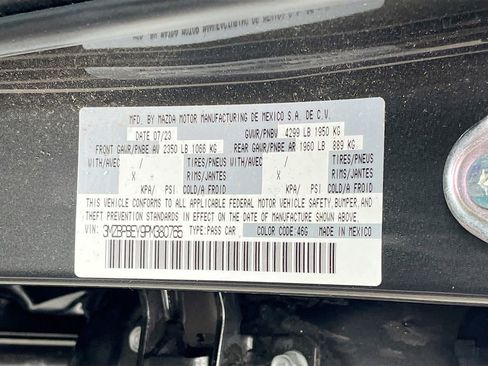 MFD. BY MAZDA MOTOR MANUFACTURING DE MEXICO S.A. DE C.V.
DATE 07/23 GVWR/PNBV 4299 LB 1950 KG
FRONT GAWR/PNBE AV 2350 LB 1066 KG REAR GAWR/PNBE AR 1960 LB 889 KG
WITH/AVEC / TIRES/PNEUS WITH/AVEC / TIRES/PNEUS
X RIMS/JANTES X RIMS/JANTES
KPA/ PSI COLD/A FROID KPA/ PSI COLD/A FROID
THIS VEHICLE CONFORMS TO ALL APPLICABLE FEDERAL MOTOR VEHICLE SAFETY, BUMPER, AND
THEFT PREVENTION STANDARDS IN EFFECT ON THE DATE OF MANUFACTURE SHOWN ABOVE.
VIN: 3MZBPBEY9PM380765 TYPE:PASS CAR COLOR CODE:46G MADE IN MEXICO